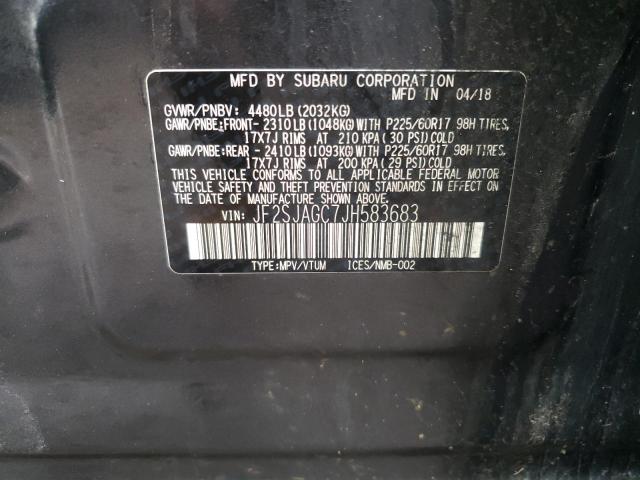 MFD BY SUBARU CORPORATION
MFD IN 04/18
GVWR/PNBV: 4480LB(2032KG)
GAWR/PNBE:FRONT-2310LB(1048KG)WITH P225/60R17 98H TIRES,
17X7J RIMS AT 210 KPA(30 PSI)COLD
GAWR/PNBE:REAR -2410LB(1093KG)WITH P225/60R17 98H TIRES,
17X7J RIMS AT 200 KPA(29 PSI)COLD
THIS VEHICLE CONFORMS TO ALL APPLICABLE FEDERAL MOTOR
VEHICLE SAFETY AND BUMPER STANDARDS IN EFFECT ON
THE DATE OF MANUFACTURE SHOWN ABOVE.
VIN: JF2SJAGC7JH583683
TYPE:MPV/VTUM ICES/NMB-002